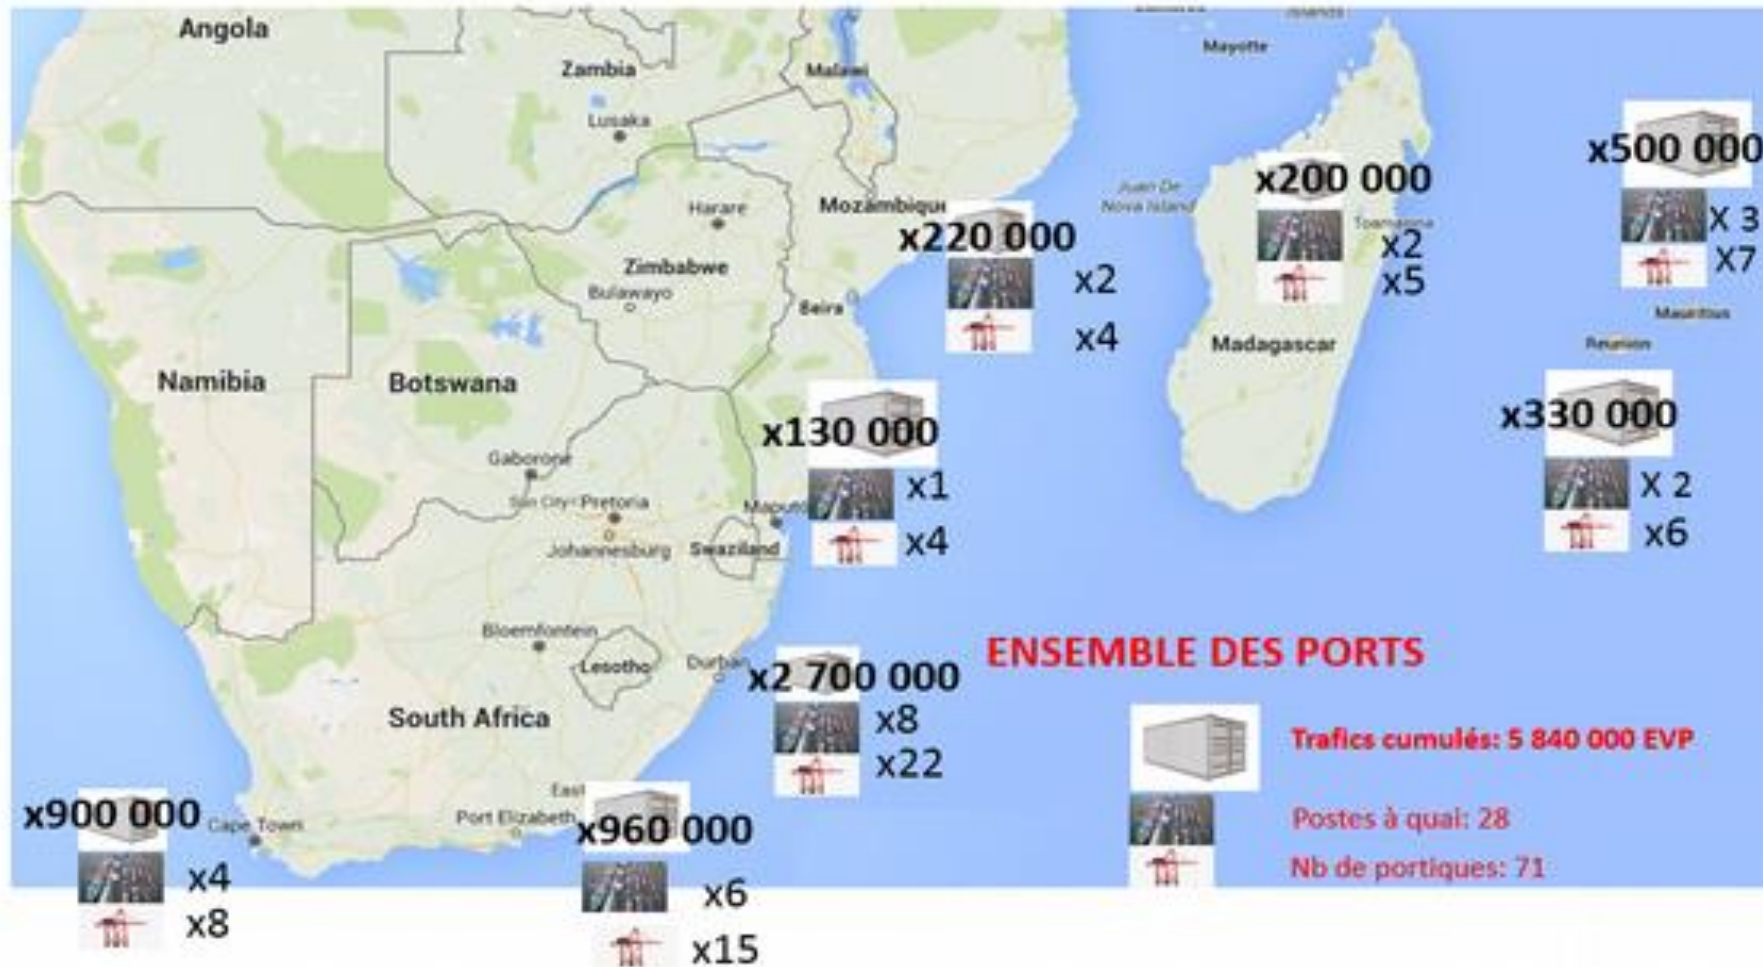 Angola
Zambia
Malawi
Mayotte
Lusaka
x500 000
X 3
x7
x200 000
x2
x5
Juan De
Nova Island
Harare
Mozambique
x220 000
x2
x4
Zimbabwe
Bulawayo
Beira
Mauritius
Reunion
Madagascar
Namibia
Botswana
x130 000
x1
x4
x330 000
X 2
x6
Gaborone
Sun City
Pretoria
Maputo
Johannesburg
Swaziland
Bloemfontein
Lesotho
Durban
x2 700 000
x8
x22
ENSEMBLE DES PORTS
South Africa
Trafics cumulés: 5 840 000 EVP
Postes à quai: 28
Nb de portiques: 71
x900 000
x4
x8
Cape Town
East
Port Elizabeth
x960 000
x6
x15